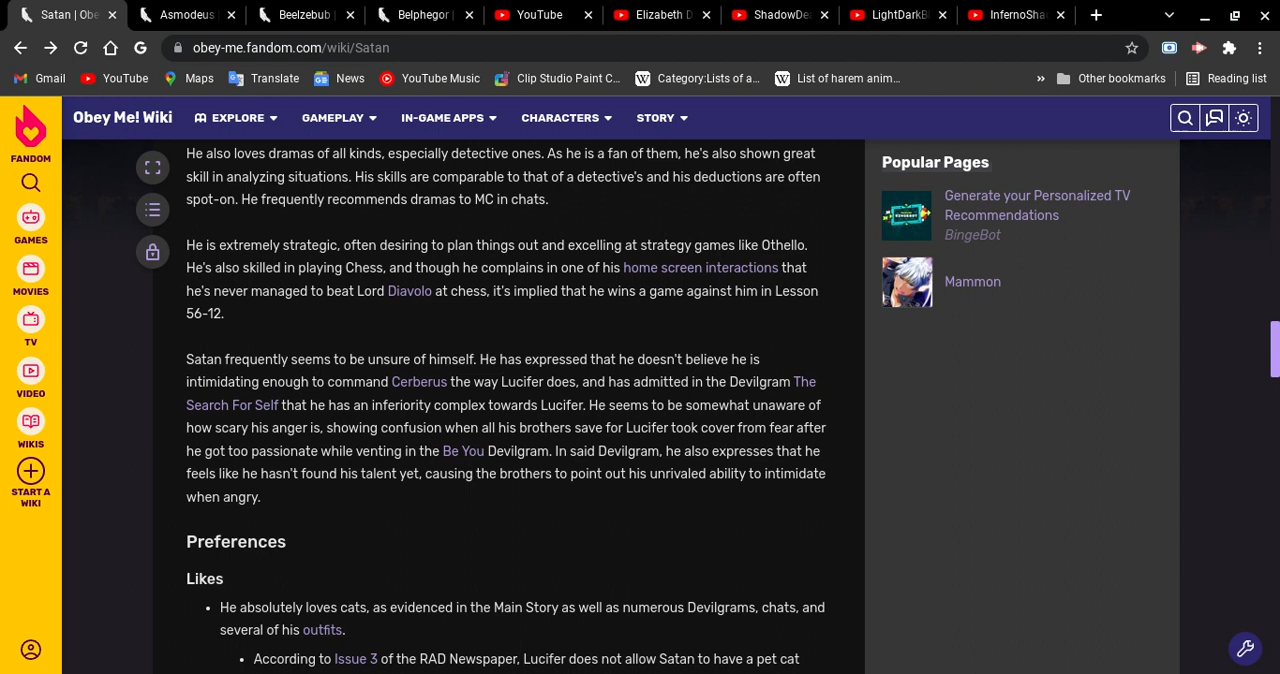 Satan | Obe
Asmodeus
Beelzebub
Belphegor |
YouTube
Elizabeth D
ShadowDea
LightDarkBl
InfernoShar
obey-me.fandom.com/wiki/Satan
Gmail
YouTube
Maps
Translate
News
YouTube Music
Clip Studio Paint C...
Category:Lists of a...
List of harem anim...
»
Other bookmarks
Reading list
Obey Me! Wiki
EXPLORE
GAMEPLAY
IN-GAME APPS
CHARACTERS
STORY
FANDOM
GAMES
MOVIES
TV
VIDEO
WIKIS
START A
WIKI
He also loves dramas of all kinds, especially detective ones. As he is a fan of them, he's also shown great
skill in analyzing situations. His skills are comparable to that of a detective's and his deductions are often
spot-on. He frequently recommends dramas to MC in chats.
He is extremely strategic, often desiring to plan things out and excelling at strategy games like Othello.
He's also skilled in playing Chess, and though he complains in one of his home screen interactions that
he's never managed to beat Lord Diavolo at chess, it's implied that he wins a game against him in Lesson
56-12.
Satan frequently seems to be unsure of himself. He has expressed that he doesn't believe he is
intimidating enough to command Cerberus the way Lucifer does, and has admitted in the Devilgram The
Search For Self that he has an inferiority complex towards Lucifer. He seems to be somewhat unaware of
how scary his anger is, showing confusion when all his brothers save for Lucifer took cover from fear after
he got too passionate while venting in the Be You Devilgram. In said Devilgram, he also expresses that he
feels like he hasn't found his talent yet, causing the brothers to point out his unrivaled ability to intimidate
when angry.
Preferences
Likes
• He absolutely loves cats, as evidenced in the Main Story as well as numerous Devilgrams, chats, and
several of his outfits.
• According to Issue 3 of the RAD Newspaper, Lucifer does not allow Satan to have a pet cat
Popular Pages
Generate your Personalized TV
Recommendations
BingeBot
Mammon